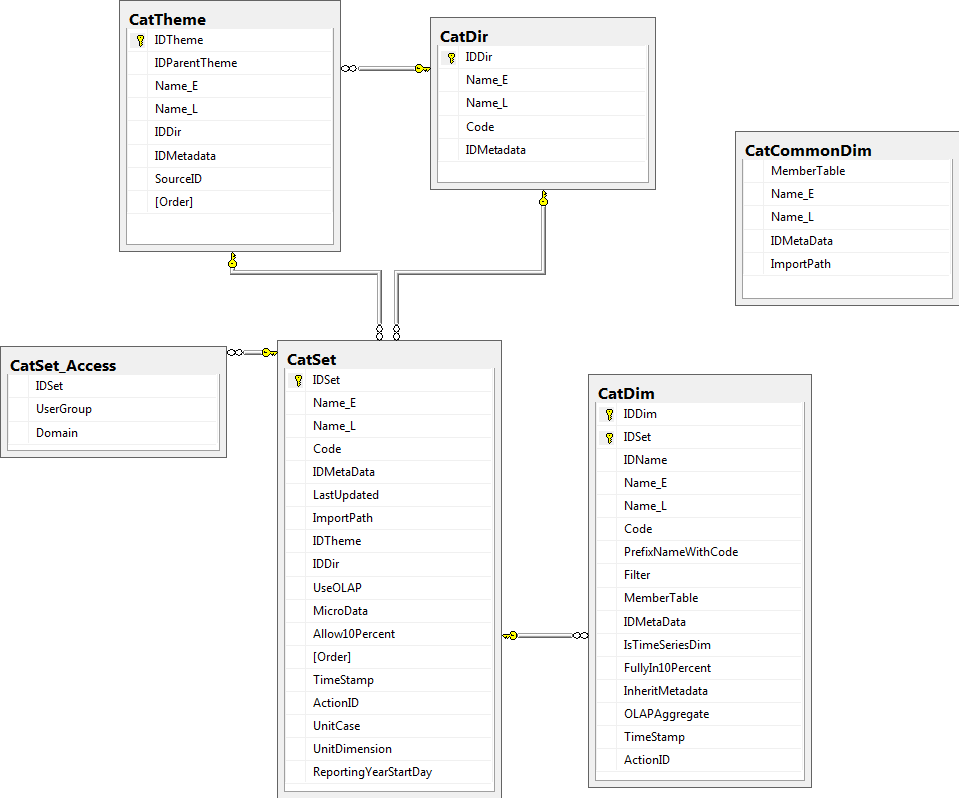 CatTheme
IDTheme
IDParentTheme
Name_E
Name_L
IDDir
IDMetadata
SourceID
[Order]
CatDir
IDDir
Name_E
Name_L
Code
IDMetadata
CatCommonDim
MemberTable
Name_E
Name_L
IDMetaData
ImportPath
CatSet_Access
IDSet
UserGroup
Domain
CatSet
IDSet
Name_E
Name_L
Code
IDMetaData
LastUpdated
ImportPath
IDTheme
IDDir
UseOLAP
MicroData
Allow10Percent
[Order]
TimeStamp
ActionID
UnitCase
UnitDimension
ReportingYearStartDay
CatDim
IDDim
IDSet
IDName
Name_E
Name_L
Code
PrefixNameWithCode
Filter
MemberTable
IDMetaData
IsTimeSeriesDim
FullyIn10Percent
InheritMetadata
OLAPAggregate
TimeStamp
ActionID